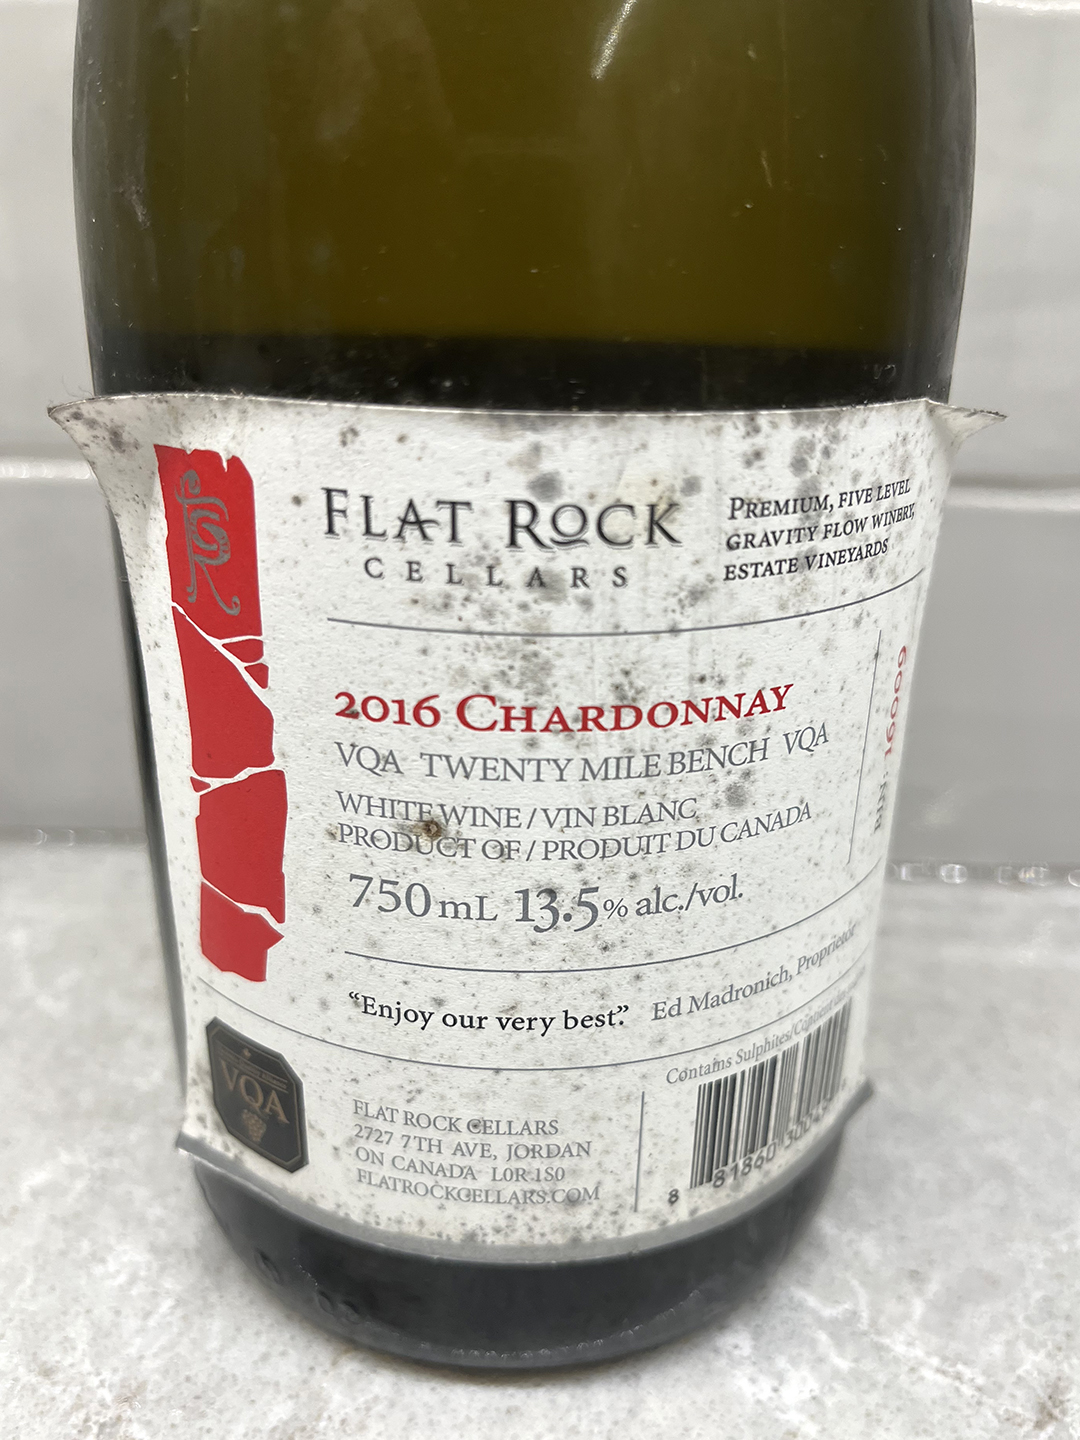 FLAT ROCK
CELLARS
PREMIUM, FIVE LEVEL
GRAVITY FLOW WINERY,
ESTATE VINEYARDS
2016 CHARDONNAY
VQA TWENTY MILE BENCH VQA
WHITE WINE / VIN BLANC
PRODUCT OF / PRODUIT DU CANADA
750 mL 13.5% alc./vol.
16009
"Enjoy our very best." Ed Madronich, Proprietor
Contains Sulphites/
VQA
FLAT ROCK CELLARS
2727 7TH AVE, JORDAN
ON CANADA L0R 1S0
FLATROCKCELLARS.COM
8 81860